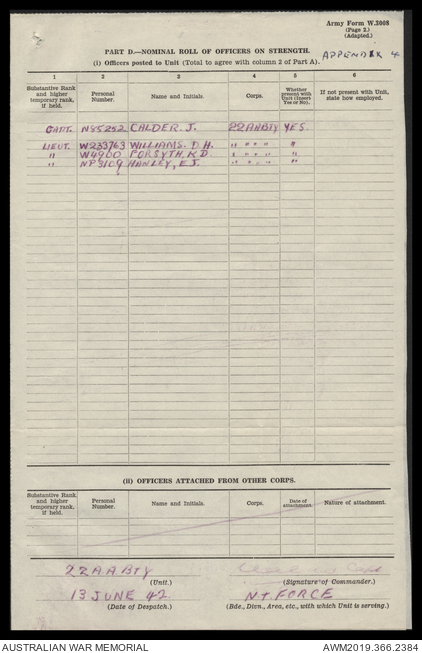 Army Form W.3008
(Page 2.)
(Adapted.)
PART D.—NOMINAL ROLL OF OFFICERS ON STRENGTH.
(i) Officers posted to Unit (Total to agree with column 2 of Part A).
APPENDIX 4
1 2 3 4 5 6
Substantive Rank and higher temporary rank, if held. Personal Number. Name and Initials. Corps. Whether present with Unit (Insert Yes or No). If not present with Unit, state how employed.
CAPT. N85252 CALDER. J. 22 AABTY YES
LIEUT. W233763 WILLIAMS. D.H. " " " " "
" W4900 FORSYTH, K.D. " " " " "
" NP3109 HANLEY, E.J. " " " " "
(ii) OFFICERS ATTACHED FROM OTHER CORPS.
Substantive Rank and higher temporary rank, if held. Personal Number. Name and Initials. Corps. Date of attachment. Nature of attachment.
22 A A BTY
(Unit.) (Signature of Commander.)
13 JUNE 42 N.T. FORCE
(Date of Despatch.) (Bde., Divn., Area, etc., with which Unit is serving.)
AUSTRALIAN WAR MEMORIAL AWM2019.366.2384